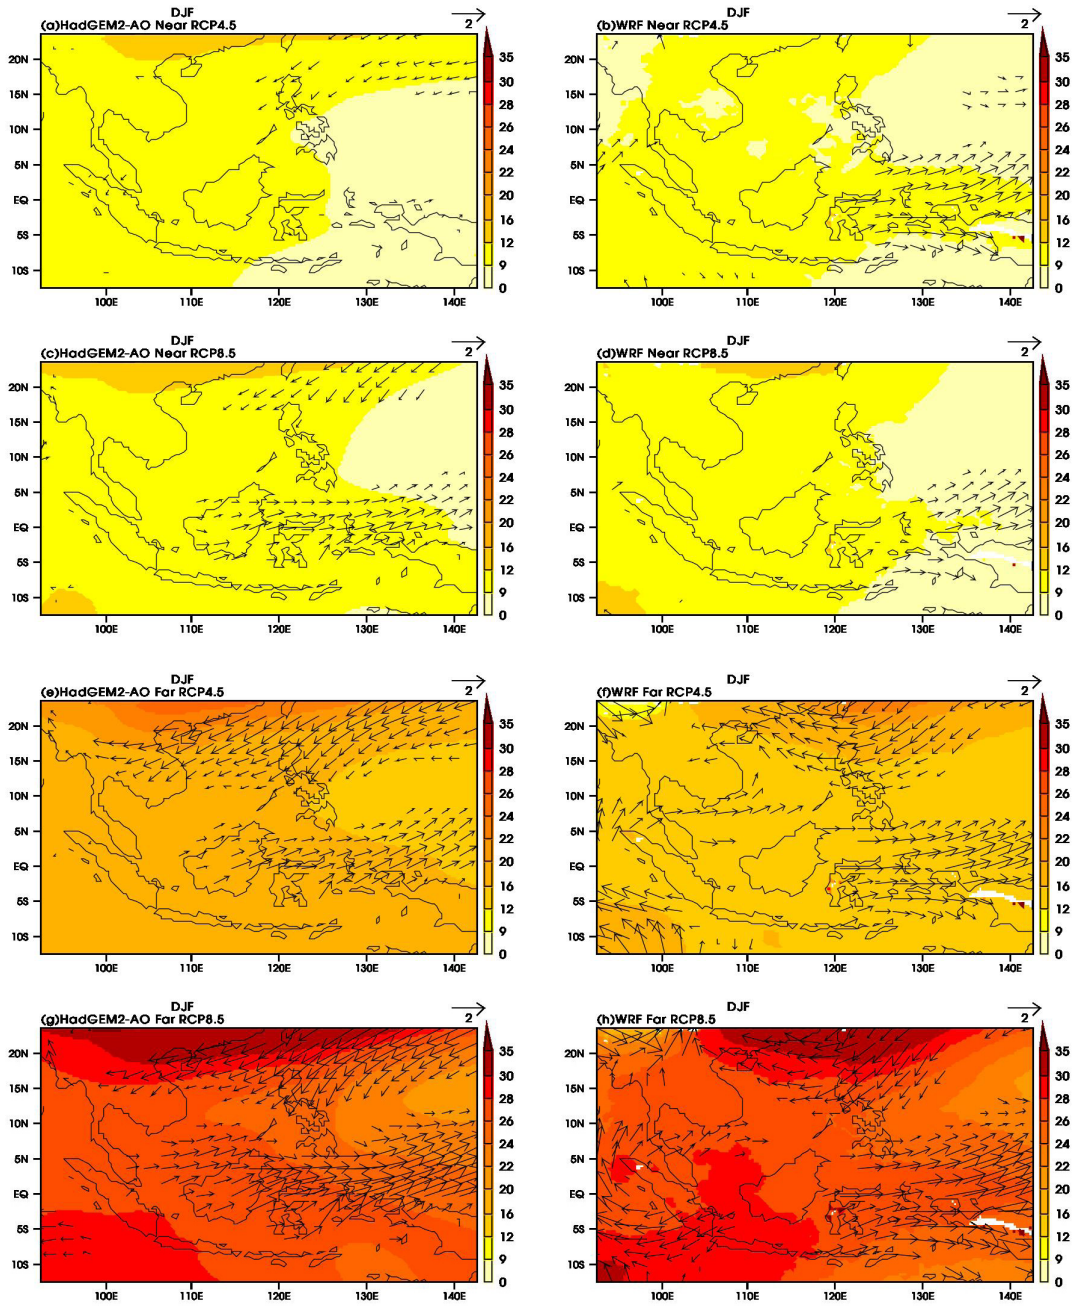 DJF
2
(a)HadGEM2-AO Near RCP4.5
20N
15N
10N
5N
EQ
5S
10S
100E 110E 120E 130E 140E
35
30
28
26
24
22
20
16
12
9
0
DJF
2
(b)WRF Near RCP4.5
20N
15N
10N
5N
EQ
5S
10S
100E 110E 120E 130E 140E
35
30
28
26
24
22
20
16
12
9
0
DJF
2
(c)HadGEM2-AO Near RCP8.5
20N
15N
10N
5N
EQ
5S
10S
100E 110E 120E 130E 140E
35
30
28
26
24
22
20
16
12
9
0
DJF
2
(d)WRF Near RCP8.5
20N
15N
10N
5N
EQ
5S
10S
100E 110E 120E 130E 140E
35
30
28
26
24
22
20
16
12
9
0
DJF
2
(e)HadGEM2-AO Far RCP4.5
20N
15N
10N
5N
EQ
5S
10S
100E 110E 120E 130E 140E
35
30
28
26
24
22
20
16
12
9
0
DJF
2
(f)WRF Far RCP4.5
20N
15N
10N
5N
EQ
5S
10S
100E 110E 120E 130E 140E
35
30
28
26
24
22
20
16
12
9
0
DJF
2
(g)HadGEM2-AO Far RCP8.5
20N
15N
10N
5N
EQ
5S
10S
100E 110E 120E 130E 140E
35
30
28
26
24
22
20
16
12
9
0
DJF
2
(h)WRF Far RCP8.5
20N
15N
10N
5N
EQ
5S
10S
100E 110E 120E 130E 140E
35
30
28
26
24
22
20
16
12
9
0